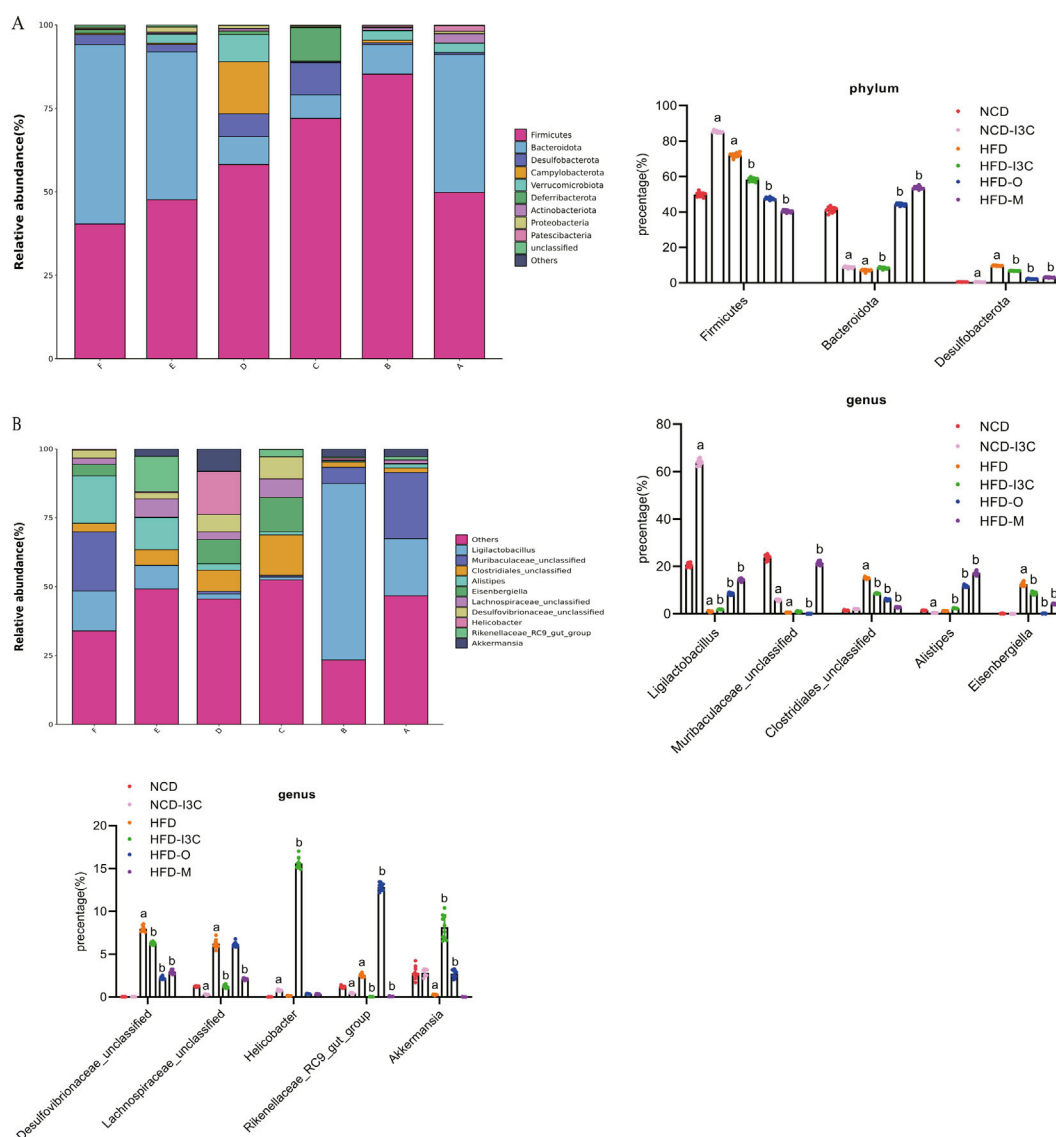 A
Relative abundance(%)
100
75
50
25
0
F
E
D
C
B
A
Firmicutes
Bacteroidota
Desulfobacterota
Campylobacterota
Verrucomicrobiota
Deferribacterota
Actinobacteriota
Proteobacteria
Patescibacteria
unclassified
Others
phylum
precentage(%)
100
80
60
40
20
0
a
a
b
b
b
a
a
b
b
b
a
a
b
b
b
Firmicutes
Bacteroidota
Desulfobacterota
NCD
NCD-I3C
HFD
HFD-I3C
HFD-O
HFD-M
B
Relative abundance(%)
100
75
50
25
0
F
E
D
C
B
A
Others
Ligilactobacillus
Muribaculaceae_unclassified
Clostridiales_unclassified
Alistipes
Eisenbergiella
Lachnospiraceae_unclassified
Desulfovibrionaceae_unclassified
Helicobacter
Rikenellaceae_RC9_gut_group
Akkermansia
genus
precentage(%)
80
60
40
20
0
a
a
b
b
b
a
a
b
b
a
b
b
b
a
b
b
b
a
b
b
b
Ligilactobacillus
Muribaculaceae_unclassified
Clostridiales_unclassified
Alistipes
Eisenbergiella
NCD
NCD-I3C
HFD
HFD-I3C
HFD-O
HFD-M
genus
NCD
NCD-I3C
HFD
HFD-I3C
HFD-O
HFD-M
precentage(%)
20
15
10
5
0
a
b
b
b
a
a
b
b
a
b
a
a
b
b
b
a
b
b
Desulfovibrionaceae_unclassified
Lachnospiraceae_unclassified
Helicobacter
Rikenellaceae_RC9_gut_group
Akkermansia